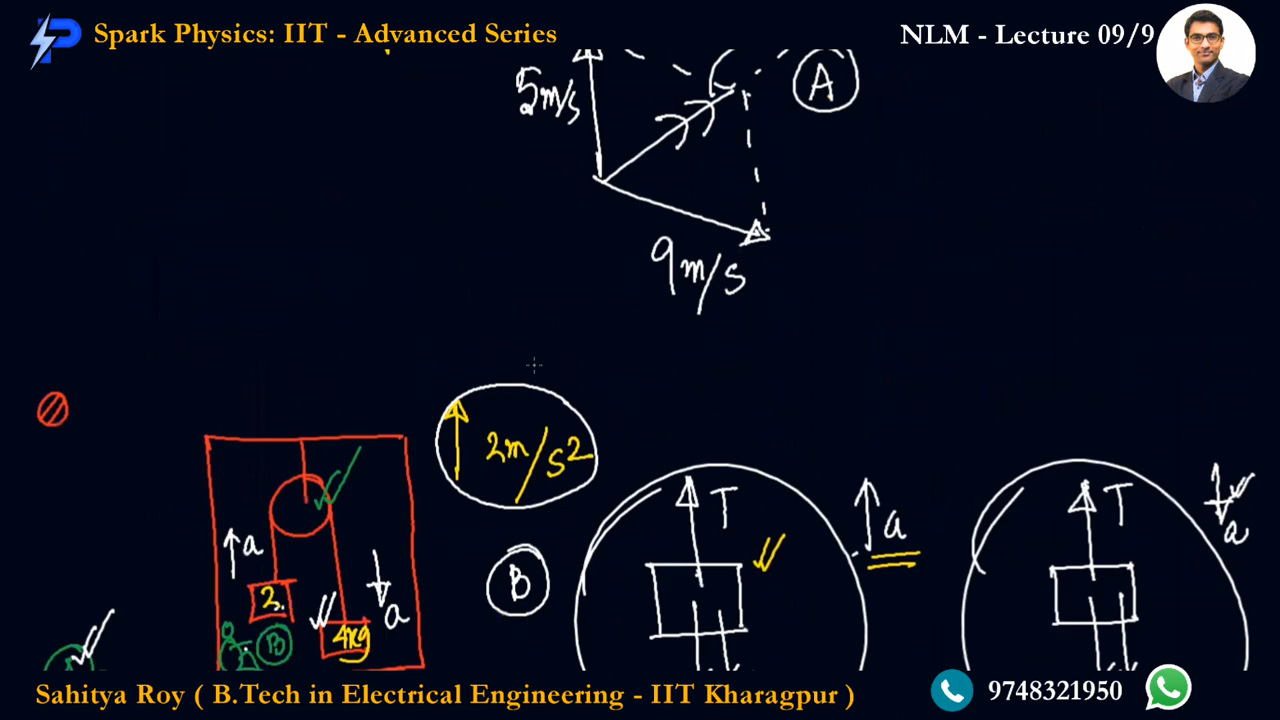 Spark Physics: IIT - Advanced Series
NLM - Lecture 09/9
5m/s
A
9m/s
2m/s2
T
a
T
a
a
B
2.
a
4kg
B
Sahitya Roy ( B.Tech in Electrical Engineering - IIT Kharagpur )
9748321950